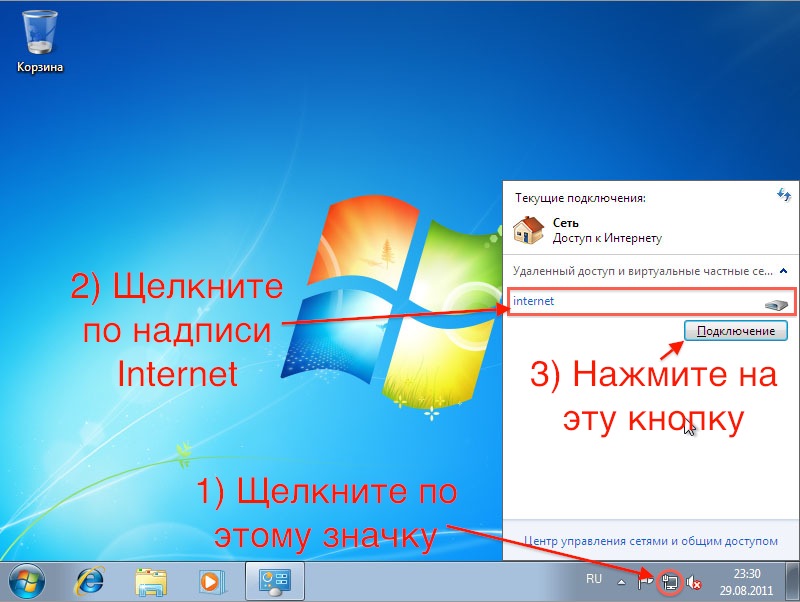 Корзина
Текущие подключения:
Сеть
Доступ к Интернету
Удаленный доступ и виртуальные частные се...
internet
Подключение
2) Щелкните
по надписи
Internet
3) Нажмите на
эту кнопку
1) Щелкните по
этому значку
Центр управления сетями и общим доступом
RU
23:30
29.08.2011